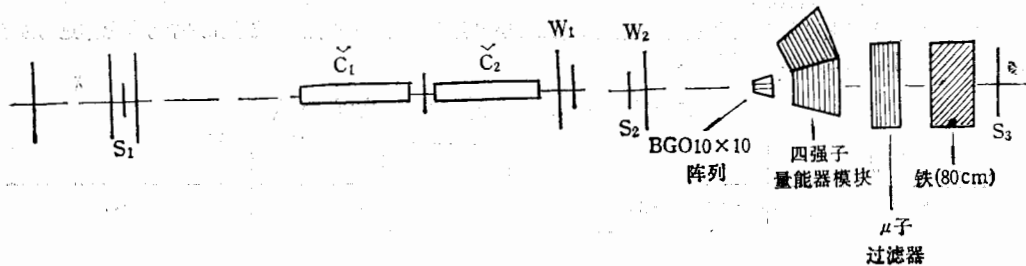 W₁
W₂
Č₁
Č₂
S₁
S₂
BGO10×10
阵列
四强子
量能器模块
μ子
过滤器
铁(80cm)
S₃